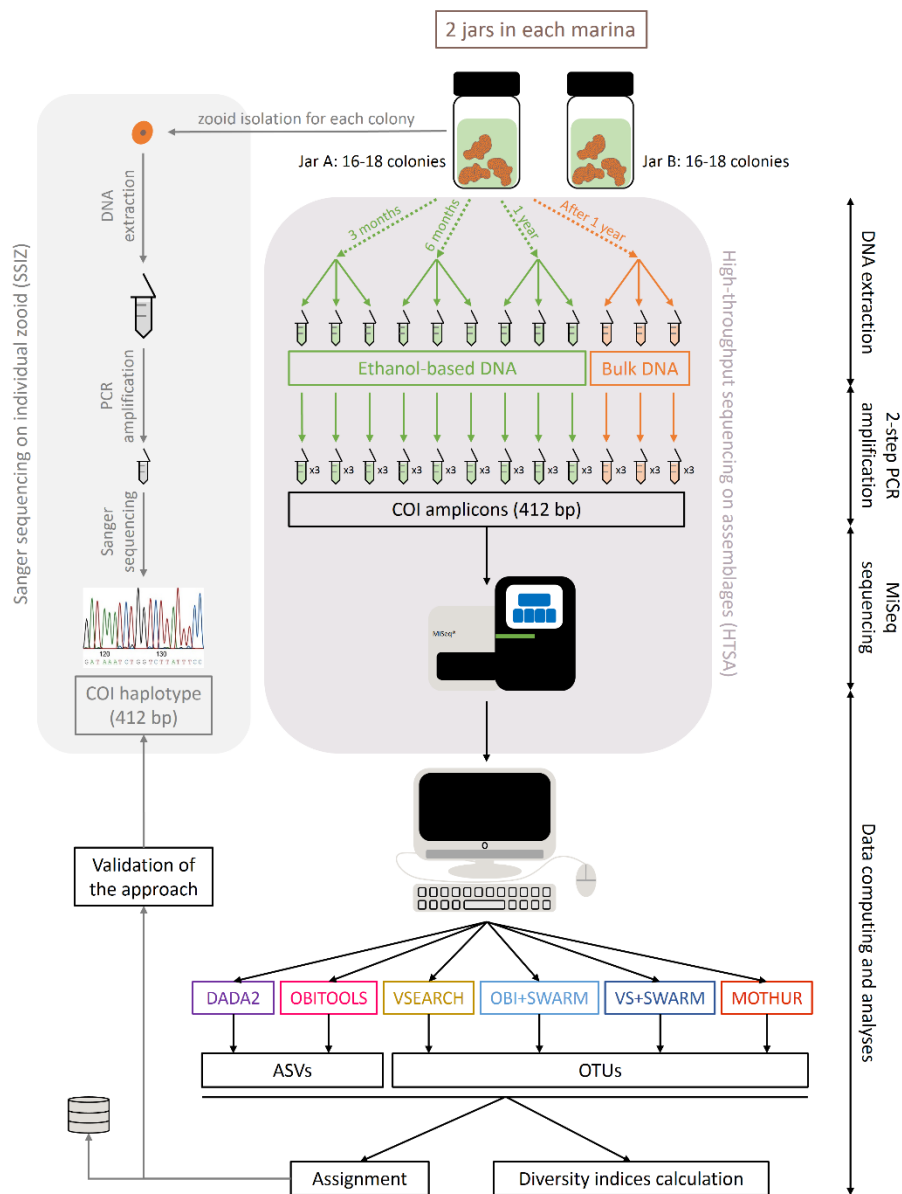 2 jars in each marina
zooid isolation for each colony
Jar A: 16-18 colonies
Jar B: 16-18 colonies
Sanger sequencing on individual zooid (SSIZ)
DNA
extraction
PCR
amplification
Sanger
sequencing
120
130
GATAAATCTGGTCTTATTTCC
COI haplotype
(412 bp)
3 months
6 months
1 year
After 1 year
Ethanol-based DNA
Bulk DNA
x3
x3
x3
x3
x3
x3
x3
x3
x3
x3
x3
x3
COI amplicons (412 bp)
MiSeq®
High-throughput sequencing on assemblages (HTSA)
DNA extraction
2-step PCR
amplification
MiSeq
sequencing
Data computing and analyses
Validation of
the approach
DADA2
OBITOOLS
VSEARCH
OBI+SWARM
VS+SWARM
MOTHUR
ASVs
OTUs
Assignment
Diversity indices calculation